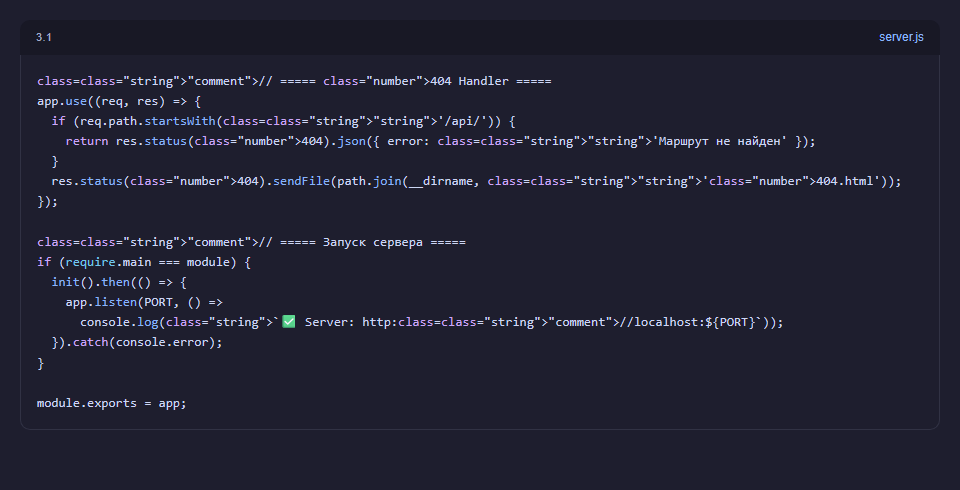 3.1
server.js
class=class="string">"comment">// ===== class="number">404 Handler =====
app.use((req, res) => {
  if (req.path.startsWith(class=class="string">"string">'/api/')) {
    return res.status(class="number">404).json({ error: class=class="string">"string">'Маршрут не найден' });
  }
  res.status(class="number">404).sendFile(path.join(__dirname, class=class="string">"string">'class="number">404.html'));
});
class=class="string">"comment">// ===== Запуск сервера =====
if (require.main === module) {
  init().then(() => {
    app.listen(PORT, () =>
      console.log(class="string">`✅ Server: http:class=class="string">"comment">//localhost:${PORT}`));
  }).catch(console.error);
}
module.exports = app;